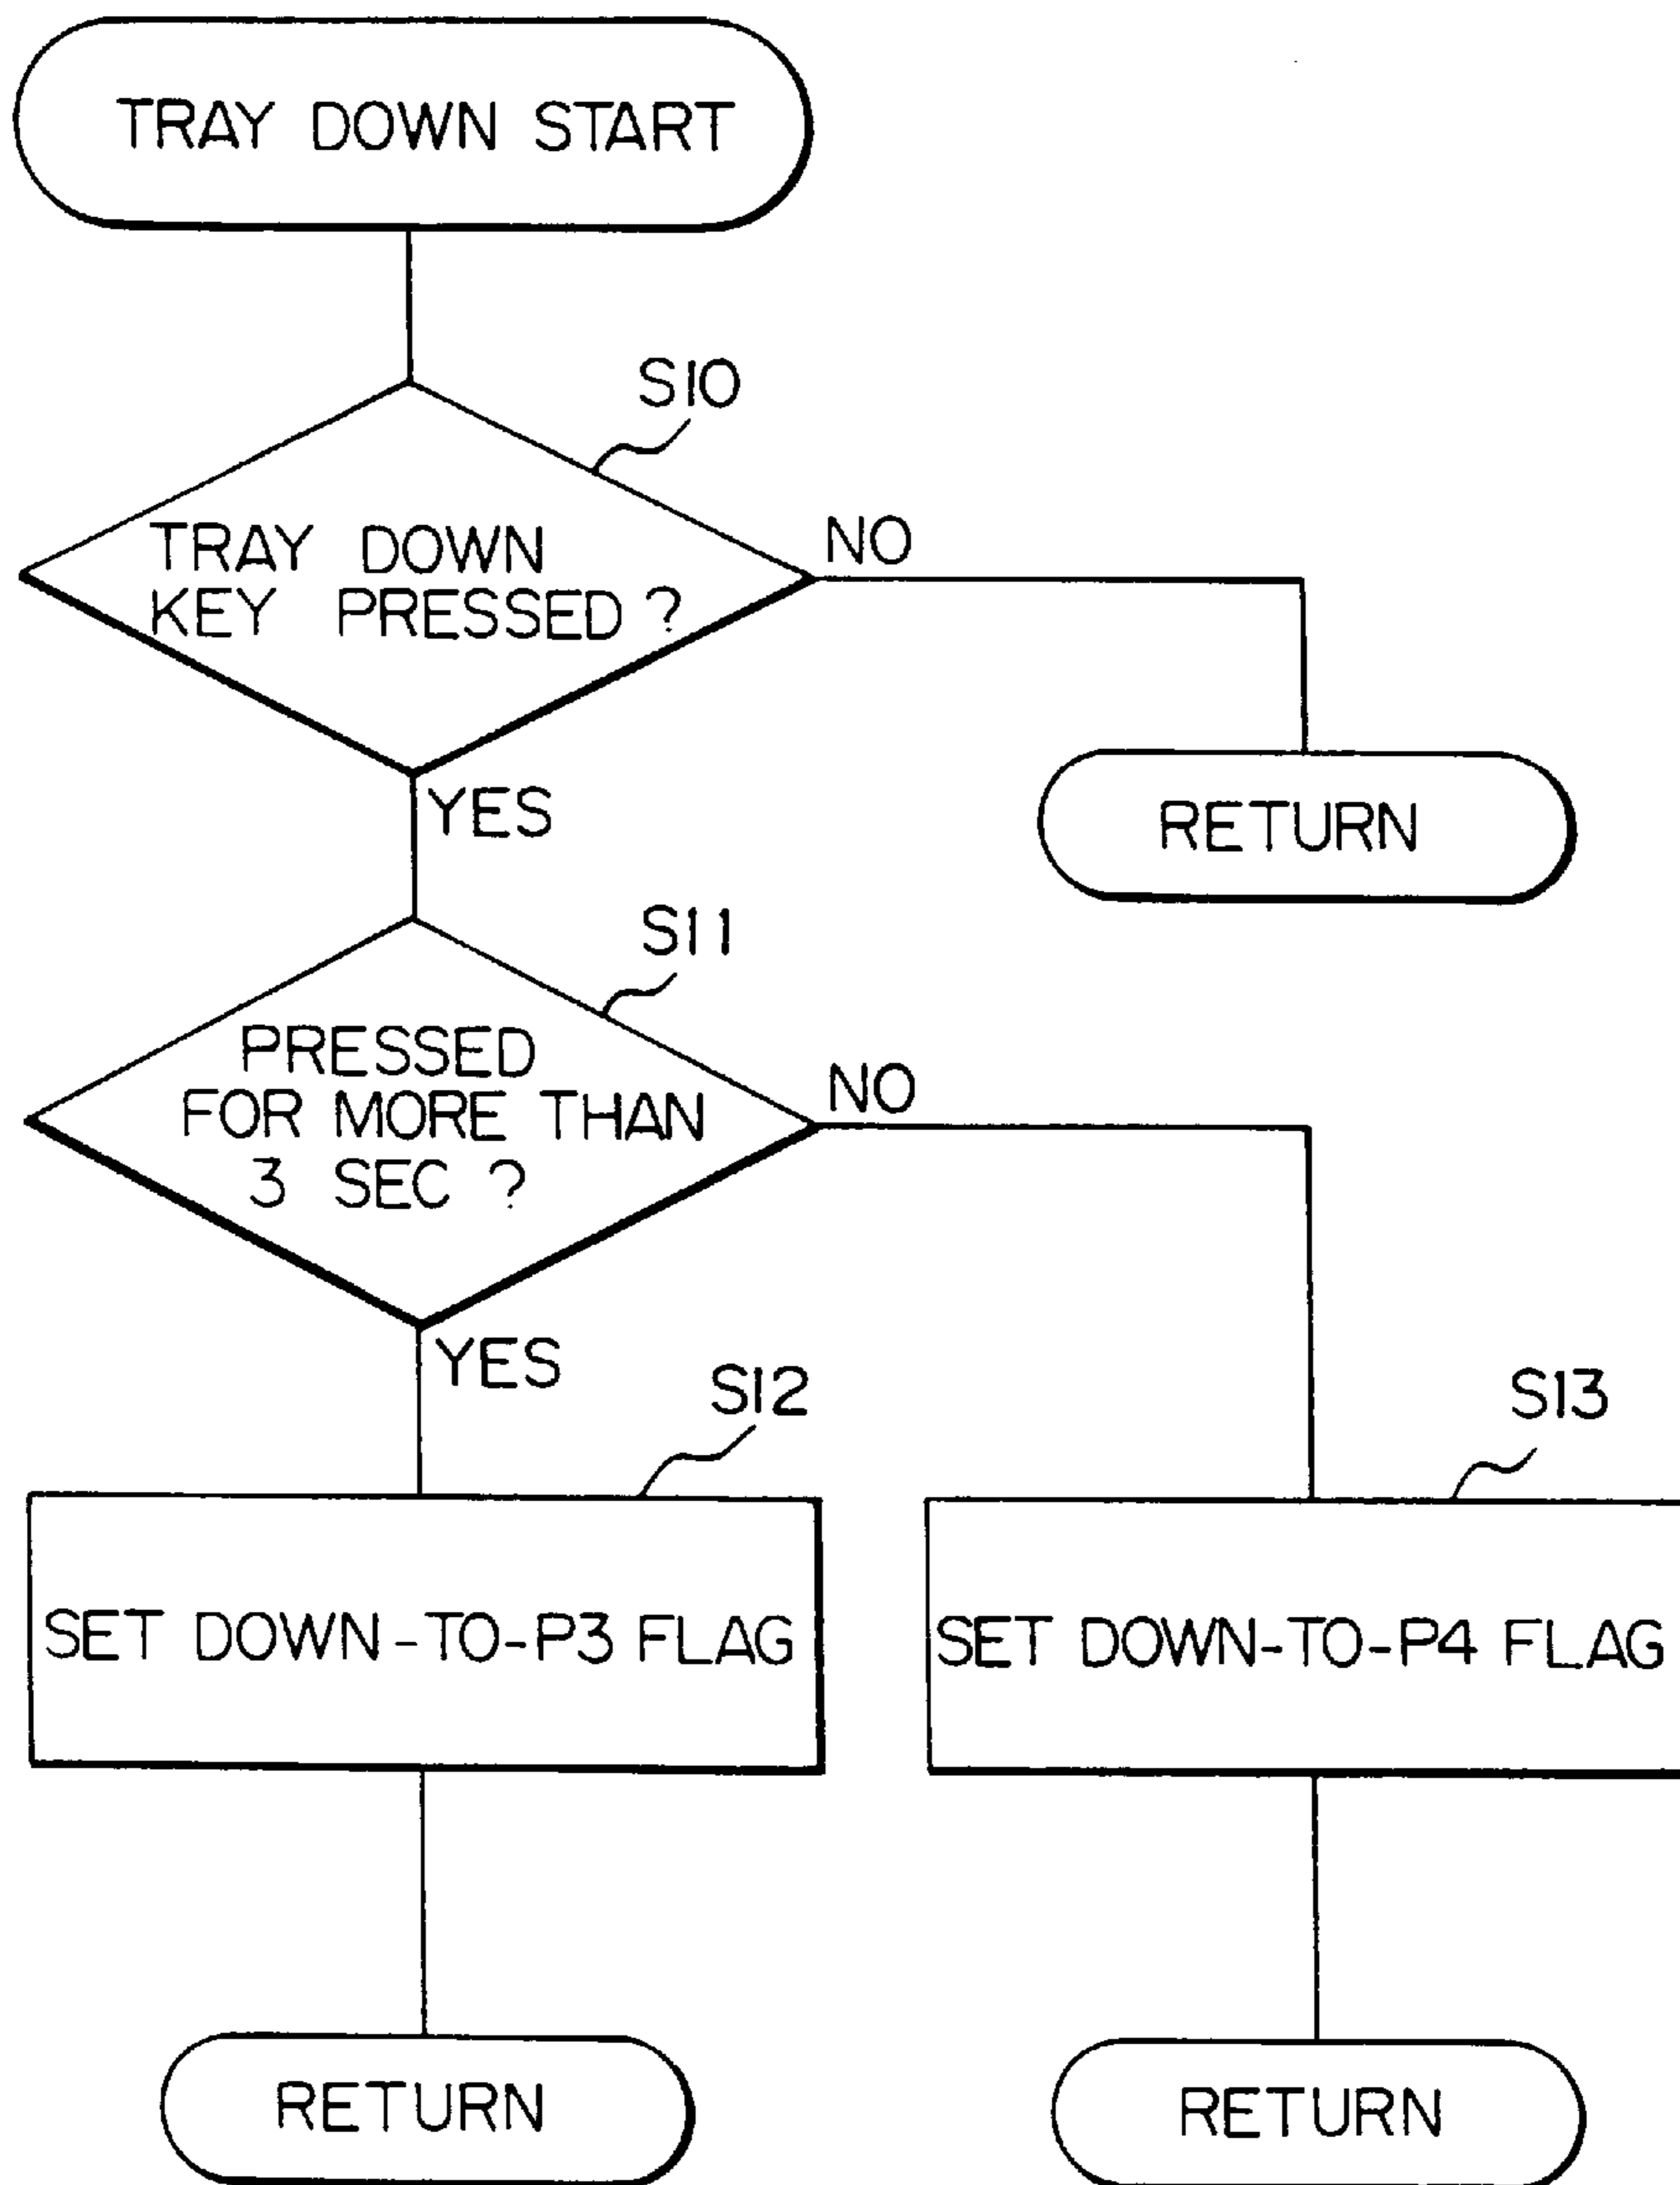 TRAY DOWN START
S10
TRAY DOWN
KEY PRESSED ?
NO
YES
RETURN
S11
PRESSED
FOR MORE THAN
3 SEC ?
NO
YES
S12
S13
SET DOWN-TO-P3 FLAG
SET DOWN-TO-P4 FLAG
RETURN
RETURN